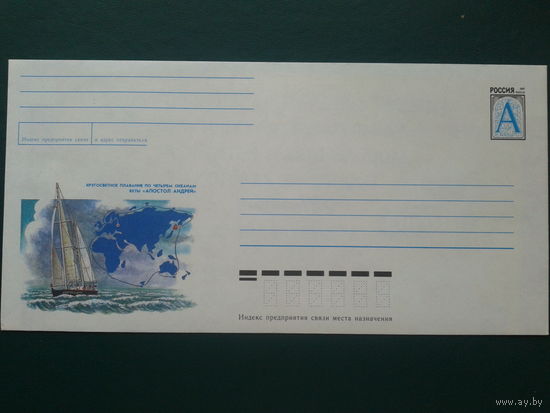 РОССИЯ
А
Индекс предприятия связи и адрес отправителя
КРУГОСВЕТНОЕ ПЛАВАНИЕ ПО ЧЕТЫРЕМ ОКЕАНАМ
ЯХТЫ «АПОСТОЛ АНДРЕЙ»
Индекс предприятия связи места назначения
www.ay.by